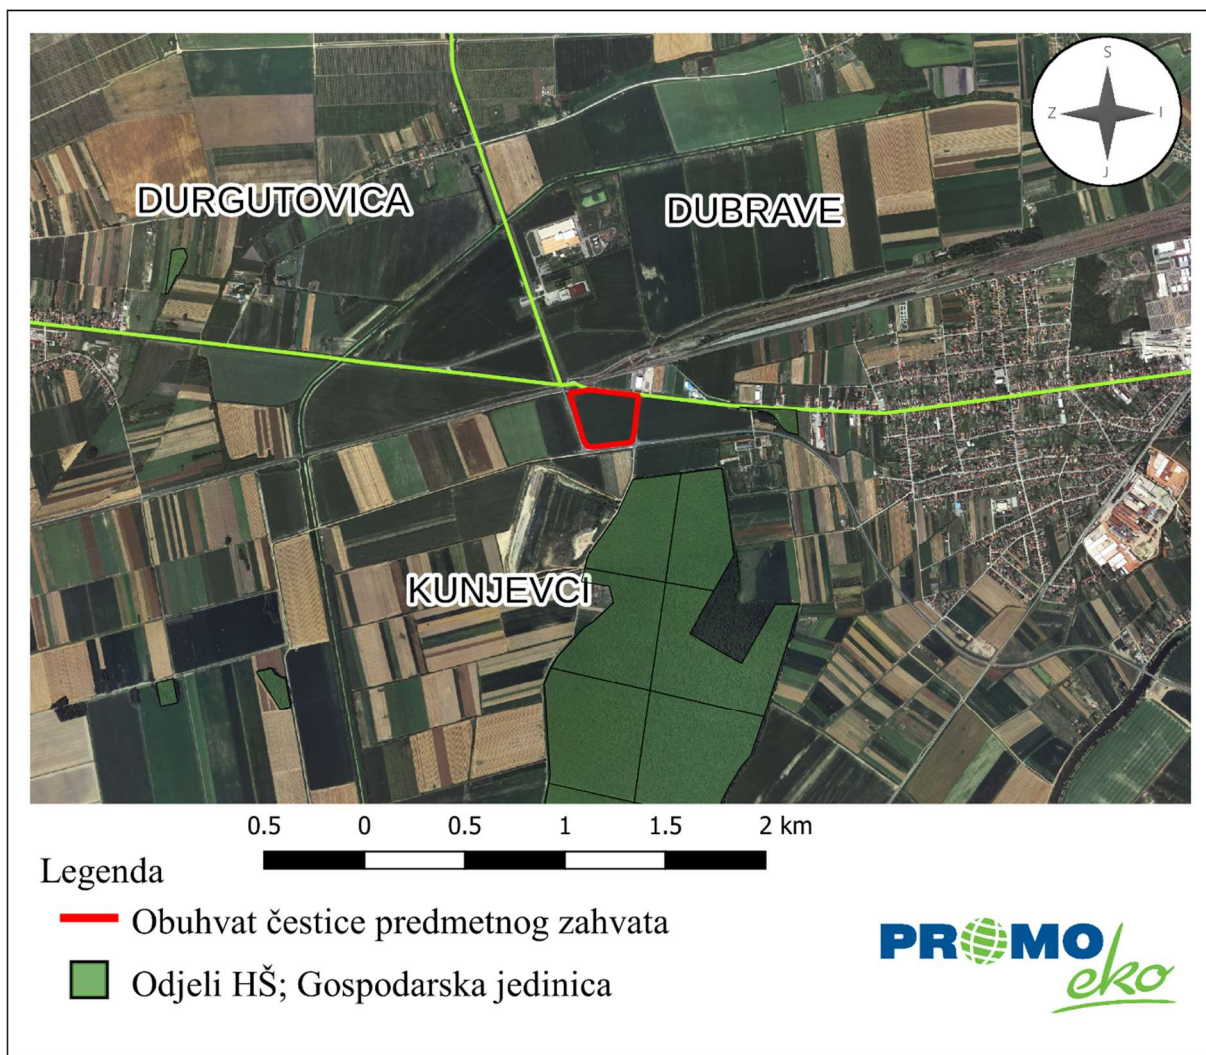 S
Z
I
J
DURGUTOVICA
DUBRAVE
KUNJEVCI
0.5 0 0.5 1 1.5 2 km
Legenda
Obuhvat čestice predmetnog zahvata
Odjeli HŠ; Gospodarska jedinica
PROMO
eko